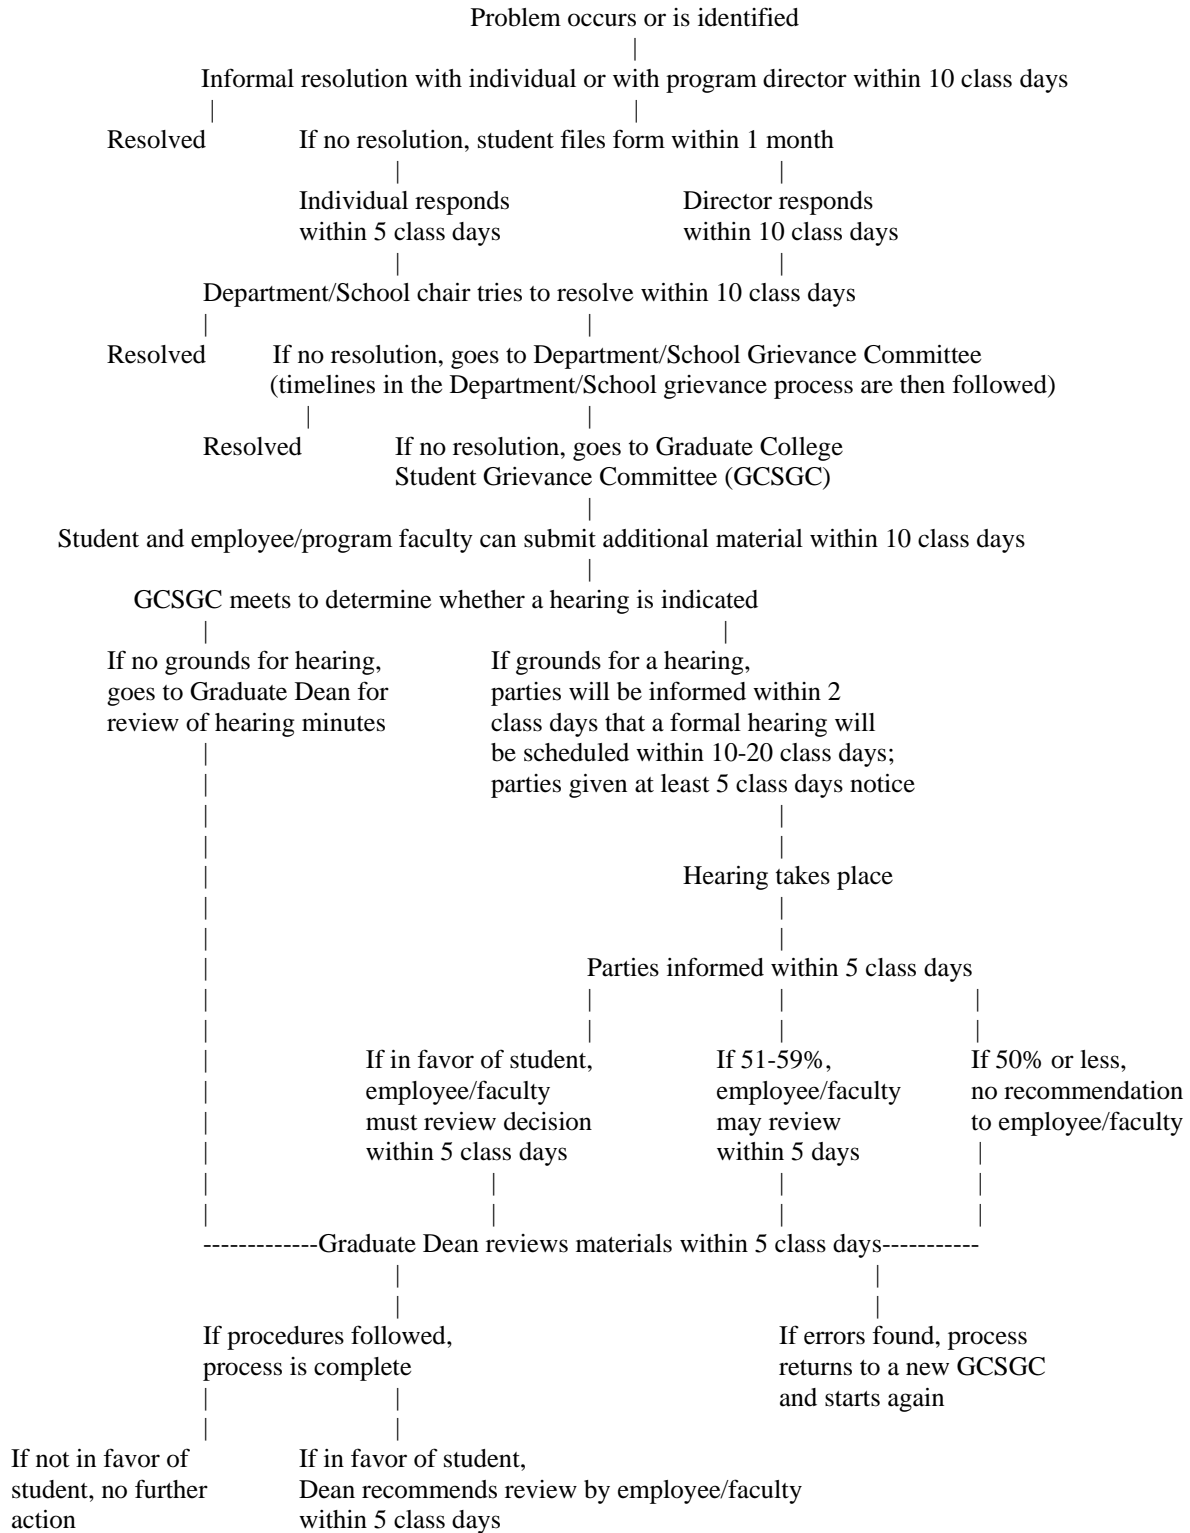 Problem occurs or is identified
Informal resolution with individual or with program director within 10 class days
Resolved
If no resolution, student files form within 1 month
Individual responds
within 5 class days
Director responds
within 10 class days
Department/School chair tries to resolve within 10 class days
Resolved
If no resolution, goes to Department/School Grievance Committee
(timelines in the Department/School grievance process are then followed)
Resolved
If no resolution, goes to Graduate College
Student Grievance Committee (GCSGC)
Student and employee/program faculty can submit additional material within 10 class days
GCSGC meets to determine whether a hearing is indicated
If no grounds for hearing,
goes to Graduate Dean for
review of hearing minutes
If grounds for a hearing,
parties will be informed within 2
class days that a formal hearing will
be scheduled within 10-20 class days;
parties given at least 5 class days notice
Hearing takes place
Parties informed within 5 class days
If in favor of student,
employee/faculty
must review decision
within 5 class days
If 51-59%,
employee/faculty
may review
within 5 days
If 50% or less,
no recommendation
to employee/faculty
-------------Graduate Dean reviews materials within 5 class days-----------
If procedures followed,
process is complete
If errors found, process
returns to a new GCSGC
and starts again
If not in favor of
student, no further
action
If in favor of student,
Dean recommends review by employee/faculty
within 5 class days